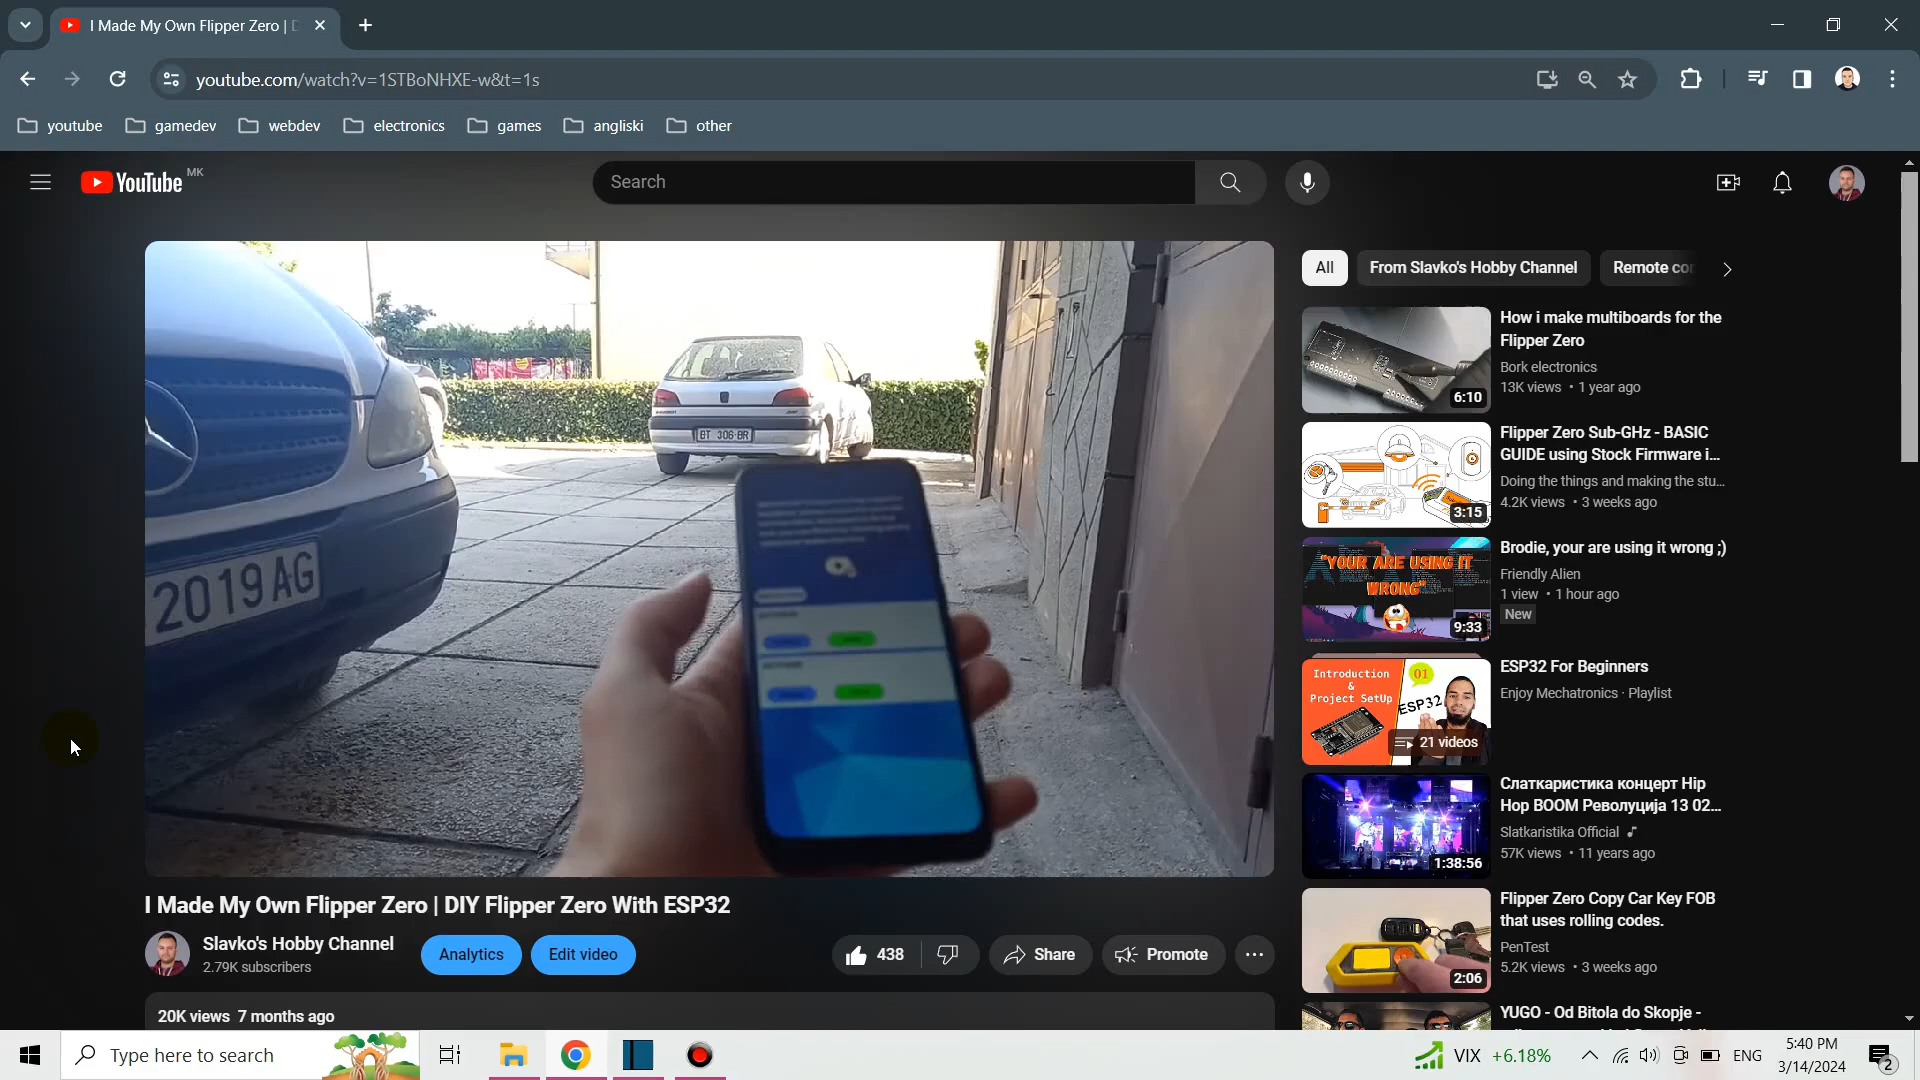 I Made My Own Flipper Zero | D
youtube.com/watch?v=1STBoNHXE-w&t=1s
youtube
gamedev
webdev
electronics
games
angliski
other
YouTube MK
Search
2019AG
BT 306-BR
I Made My Own Flipper Zero | DIY Flipper Zero With ESP32
Slavko's Hobby Channel
2.79K subscribers
Analytics
Edit video
438
Share
Promote
20K views 7 months ago
All
From Slavko's Hobby Channel
Remote cor
How i make multiboards for the
Flipper Zero
Bork electronics
13K views • 1 year ago
6:10
Flipper Zero Sub-GHz - BASIC
GUIDE using Stock Firmware i...
Doing the things and making the stu...
4.2K views • 3 weeks ago
3:15
"YOUR ARE USING IT
WRONG"
9:33
Brodie, your are using it wrong ;)
Friendly Alien
1 view • 1 hour ago
New
Introduction
&
Project SetUp
01
ESP32
21 videos
ESP32 For Beginners
Enjoy Mechatronics · Playlist
Слаткаристика концерт Hip
Hop BOOM Револуција 13 02...
Slatkaristika Official
57K views • 11 years ago
1:38:56
Flipper Zero Copy Car Key FOB
that uses rolling codes.
PenTest
5.2K views • 3 weeks ago
2:06
YUGO - Od Bitola do Skopje -
Type here to search
VIX +6.18%
ENG
5:40 PM
3/14/2024
2